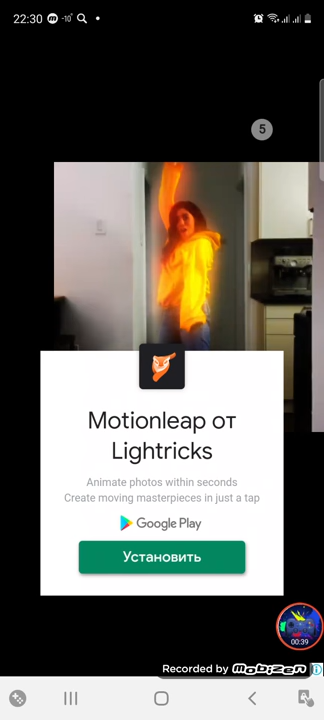 22:30
-10°
5
Motionleap от
Lightricks
Animate photos within seconds
Create moving masterpieces in just a tap
Google Play
Установить
00:39
Recorded by mobizen